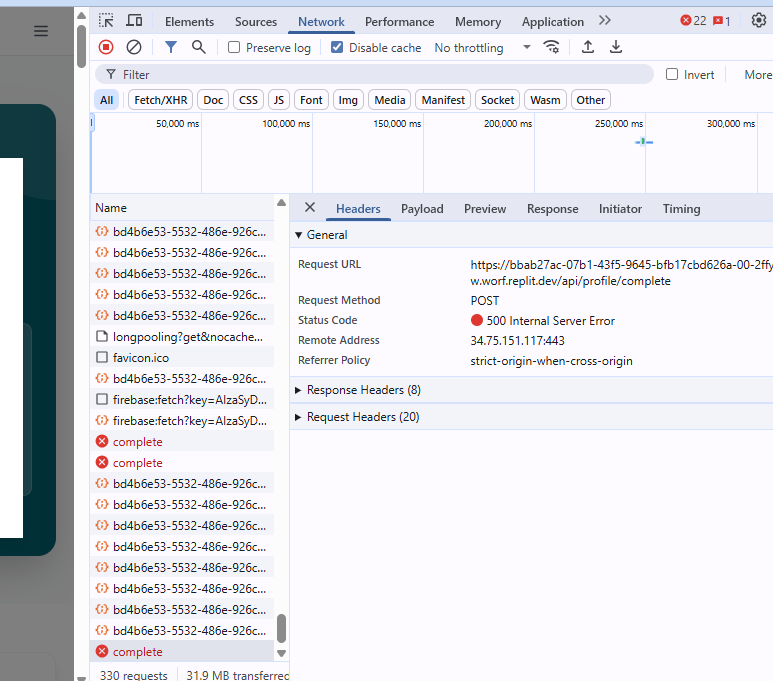 Elements Sources Network Performance Memory Application 22 1
Preserve log Disable cache No throttling
Filter Invert More
All Fetch/XHR Doc CSS JS Font Img Media Manifest Socket Wasm Other
50,000 ms 100,000 ms 150,000 ms 200,000 ms 250,000 ms 300,000 ms
Name
bd4b6e53-5532-486e-926c...
bd4b6e53-5532-486e-926c...
bd4b6e53-5532-486e-926c...
bd4b6e53-5532-486e-926c...
bd4b6e53-5532-486e-926c...
longpooling?get&nocache...
favicon.ico
bd4b6e53-5532-486e-926c...
firebase:fetch?key=AIzaSyD...
firebase:fetch?key=AIzaSyD...
complete
complete
bd4b6e53-5532-486e-926c...
bd4b6e53-5532-486e-926c...
bd4b6e53-5532-486e-926c...
bd4b6e53-5532-486e-926c...
bd4b6e53-5532-486e-926c...
bd4b6e53-5532-486e-926c...
bd4b6e53-5532-486e-926c...
bd4b6e53-5532-486e-926c...
complete
330 requests 31.9 MB transferred
Headers Payload Preview Response Initiator Timing
General
Request URL https://bbab27ac-07b1-43f5-9645-bfb17cbd626a-00-2ffy
w.worf.replit.dev/api/profile/complete
Request Method POST
Status Code 500 Internal Server Error
Remote Address 34.75.151.117:443
Referrer Policy strict-origin-when-cross-origin
Response Headers (8)
Request Headers (20)